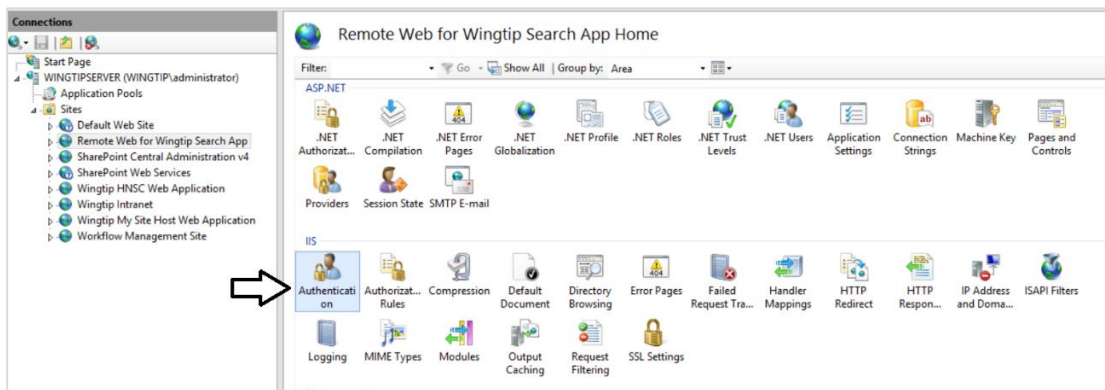 Connections
Start Page
WINGTIPSERVER (WINGTIP\administrator)
Application Pools
Sites
Default Web Site
Remote Web for Wingtip Search App
SharePoint Central Administration v4
SharePoint Web Services
Wingtip HNSC Web Application
Wingtip Intranet
Wingtip My Site Host Web Application
Workflow Management Site
Remote Web for Wingtip Search App Home
Filter: Go Show All Group by: Area
ASP.NET
.NET Authorizat...
.NET Compilation
.NET Error Pages
.NET Globalization
.NET Profile
.NET Roles
.NET Trust Levels
.NET Users
Application Settings
Connection Strings
Machine Key
Pages and Controls
Providers
Session State
SMTP E-mail
IIS
Authenticati on
Authorizat... Rules
Compression
Default Document
Directory Browsing
Error Pages
Failed Request Tra...
Handler Mappings
HTTP Redirect
HTTP Respon...
IP Address and Doma...
ISAPI Filters
Logging
MIME Types
Modules
Output Caching
Request Filtering
SSL Settings